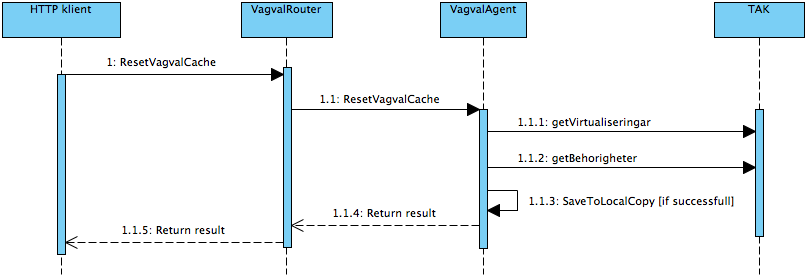 HTTP klient
VagvalRouter
VagvalAgent
TAK
1: ResetVagvalCache
1.1: ResetVagvalCache
1.1.1: getVirtualiseringar
1.1.2: getBehorigheter
1.1.3: SaveToLocalCopy [if successfull]
1.1.4: Return result
1.1.5: Return result